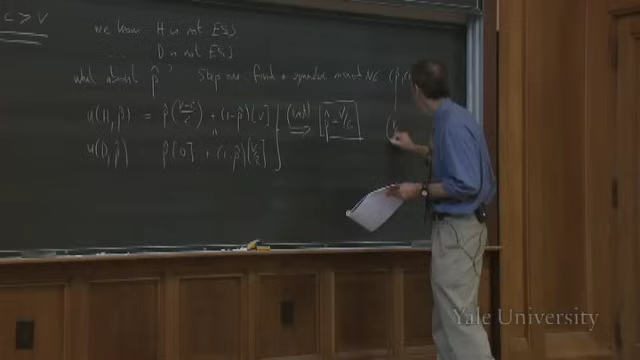 C > V
we know H is not ESS
D is not ESS
what about p̂ ? Step one find a symmetric mixed NE (p̂,
u(H, p̂) = p̂ (V-c/2) + (1-p̂) [V]
u(D, p̂) p̂ [0] + (1-p̂) [V/2]
⇒ p̂ = V/c
Yale University